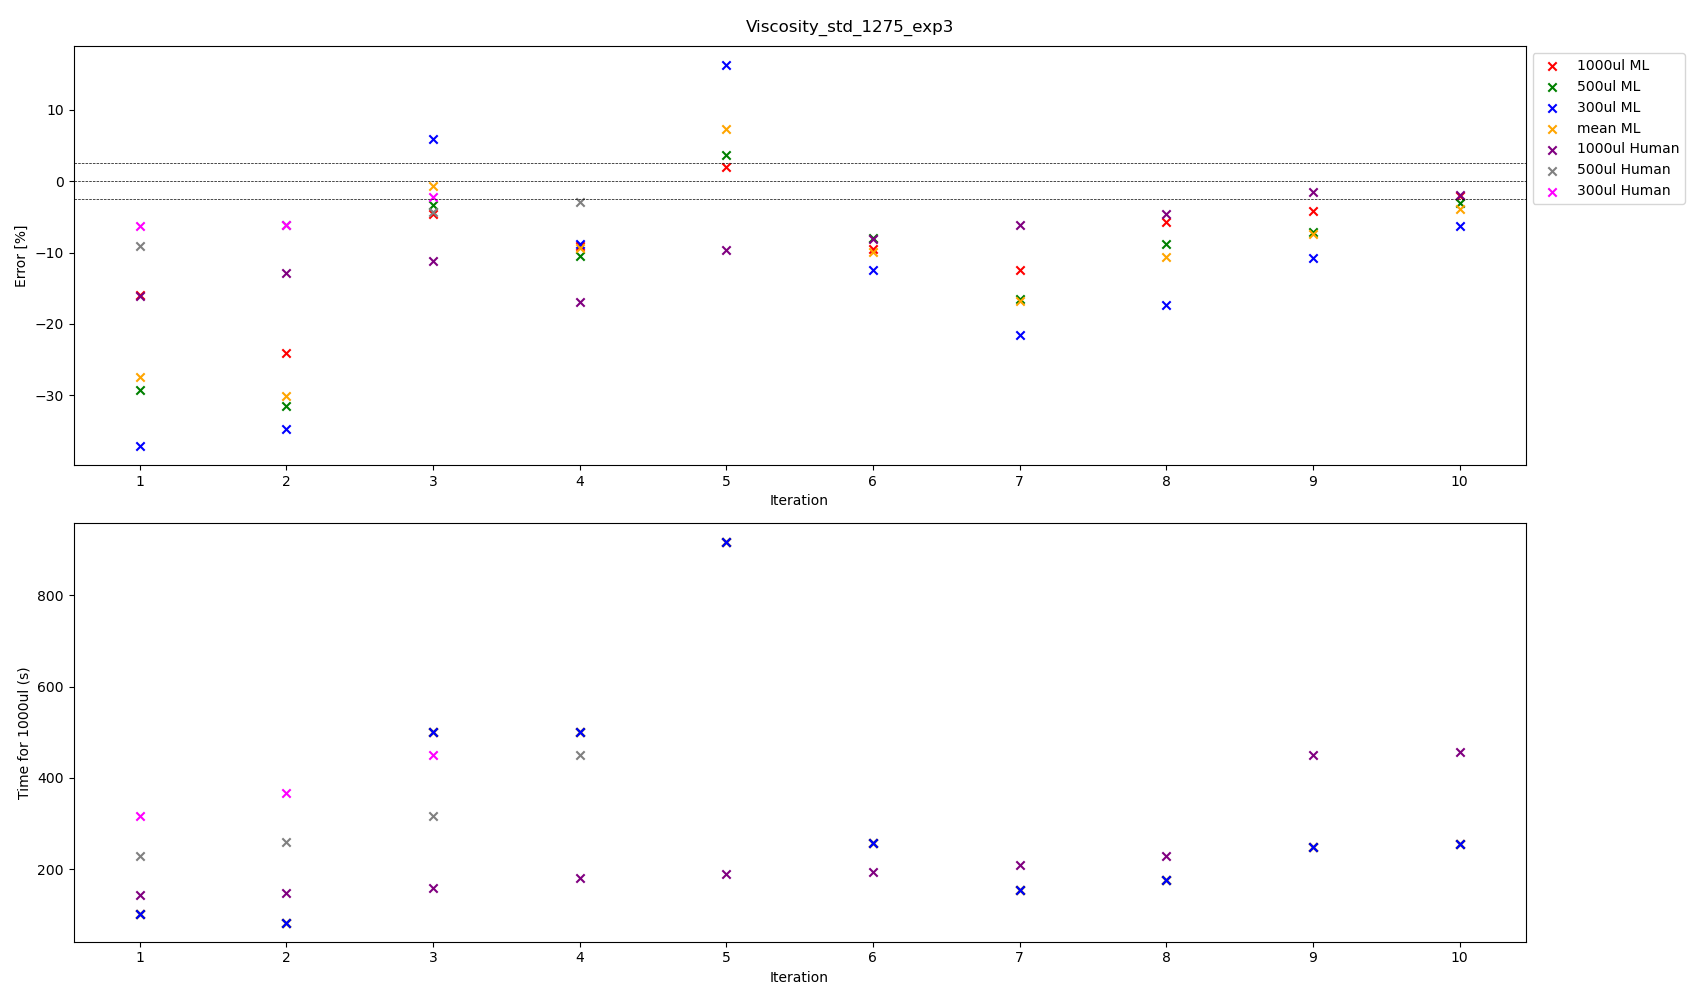 Viscosity_std_1275_exp3
Error [%]
10
0
−10
−20
−30
1 2 3 4 5 6 7 8 9 10
Iteration
1000ul ML
500ul ML
300ul ML
mean ML
1000ul Human
500ul Human
300ul Human
Time for 1000ul (s)
800
600
400
200
1 2 3 4 5 6 7 8 9 10
Iteration